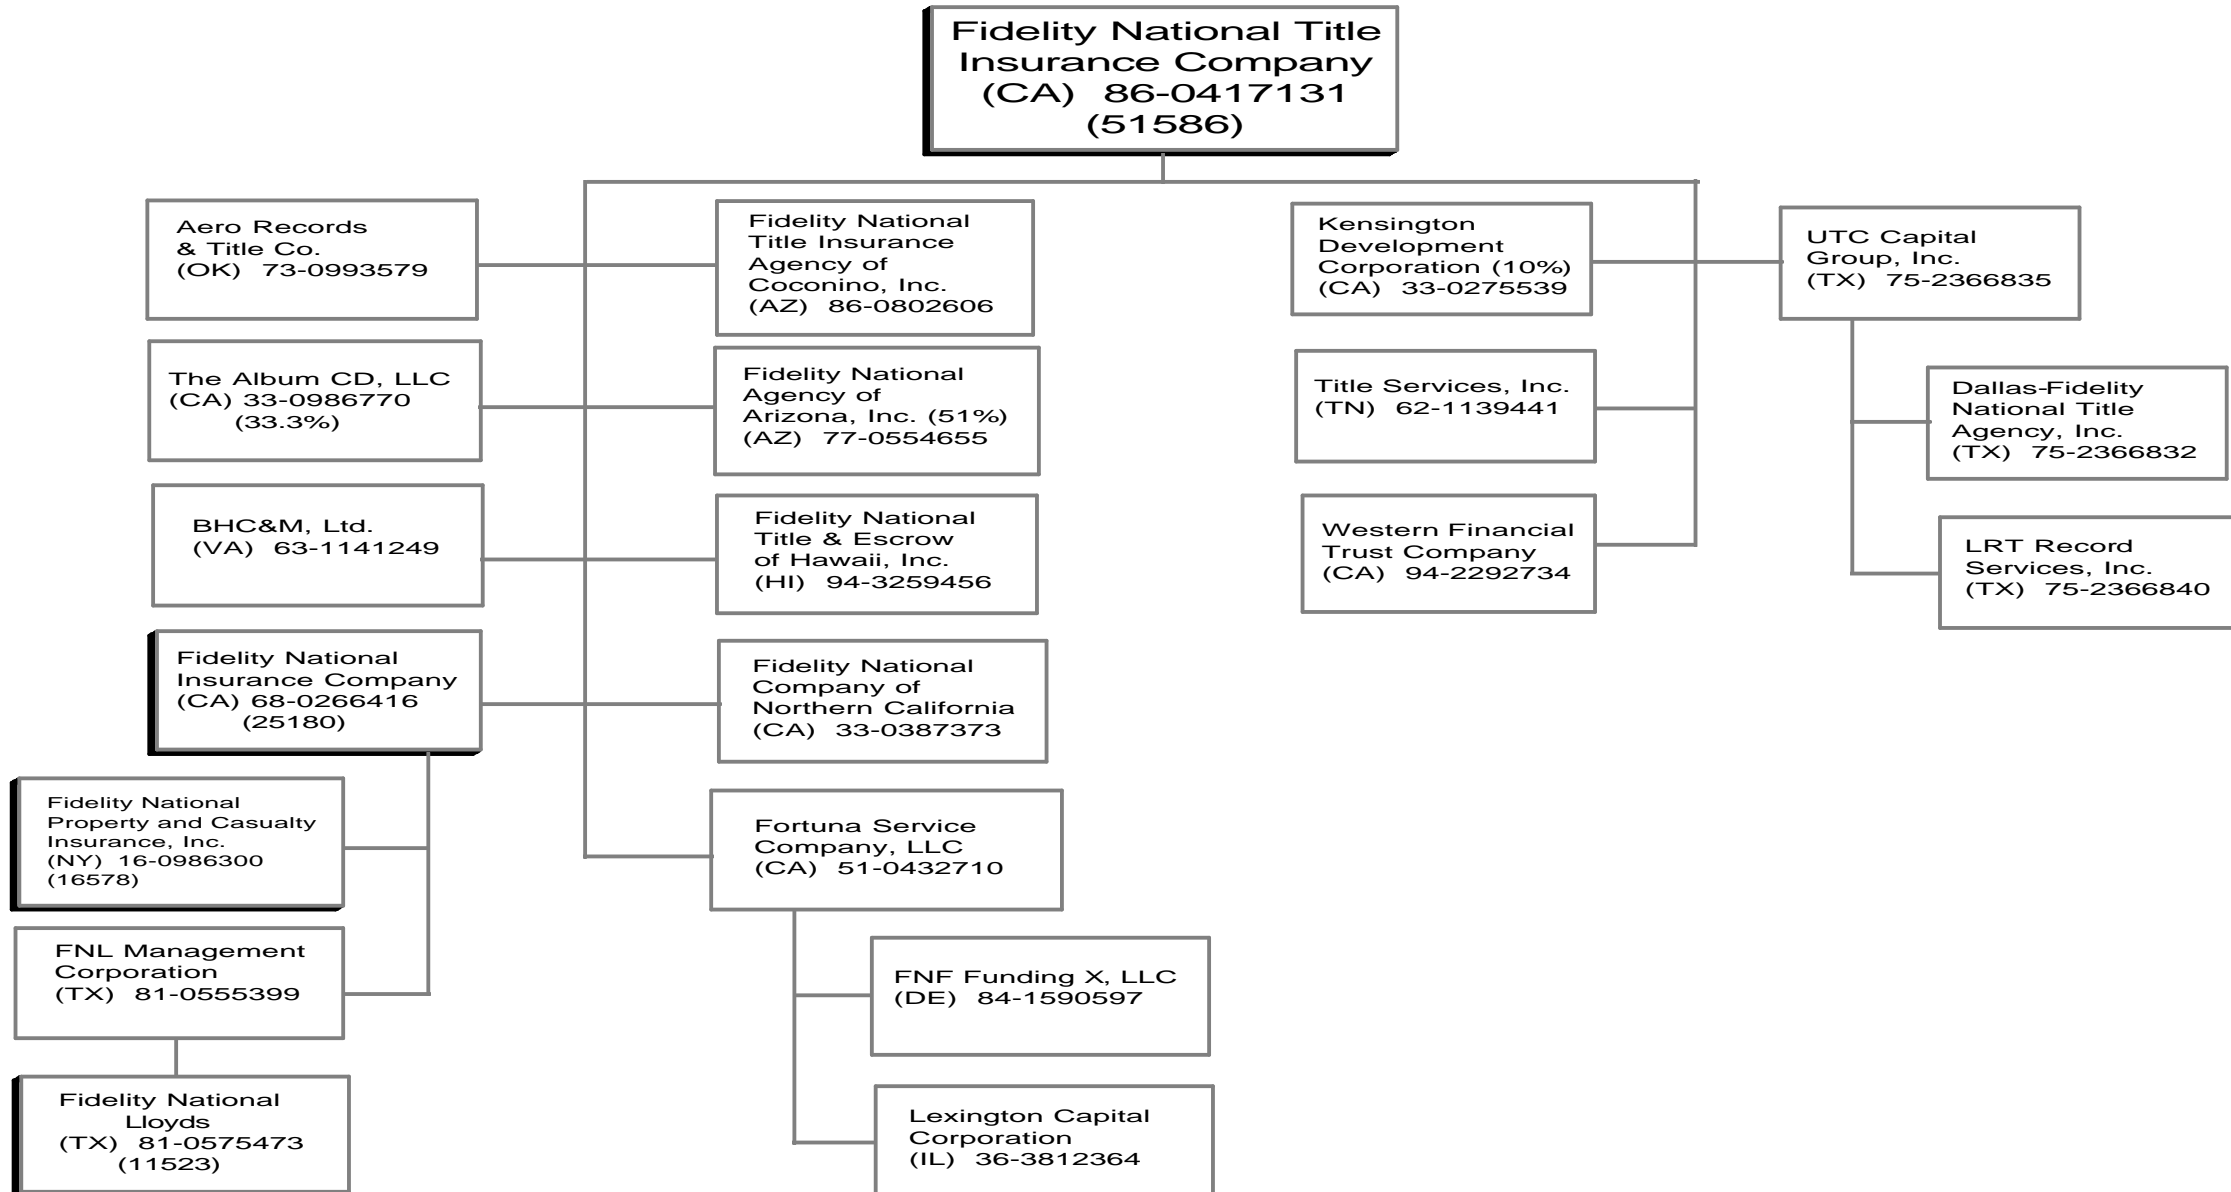 Fidelity National Title
Insurance Company
(CA) 86-0417131
(51586)
Aero Records
& Title Co.
(OK) 73-0993579
Fidelity National
Title Insurance
Agency of
Coconino, Inc.
(AZ) 86-0802606
Kensington
Development
Corporation (10%)
(CA) 33-0275539
UTC Capital
Group, Inc.
(TX) 75-2366835
The Album CD, LLC
(CA) 33-0986770
(33.3%)
Fidelity National
Agency of
Arizona, Inc. (51%)
(AZ) 77-0554655
Title Services, Inc.
(TN) 62-1139441
Dallas-Fidelity
National Title
Agency, Inc.
(TX) 75-2366832
BHC&M, Ltd.
(VA) 63-1141249
Fidelity National
Title & Escrow
of Hawaii, Inc.
(HI) 94-3259456
Western Financial
Trust Company
(CA) 94-2292734
LRT Record
Services, Inc.
(TX) 75-2366840
Fidelity National
Insurance Company
(CA) 68-0266416
(25180)
Fidelity National
Company of
Northern California
(CA) 33-0387373
Fidelity National
Property and Casualty
Insurance, Inc.
(NY) 16-0986300
(16578)
Fortuna Service
Company, LLC
(CA) 51-0432710
FNL Management
Corporation
(TX) 81-0555399
FNF Funding X, LLC
(DE) 84-1590597
Fidelity National
Lloyds
(TX) 81-0575473
(11523)
Lexington Capital
Corporation
(IL) 36-3812364